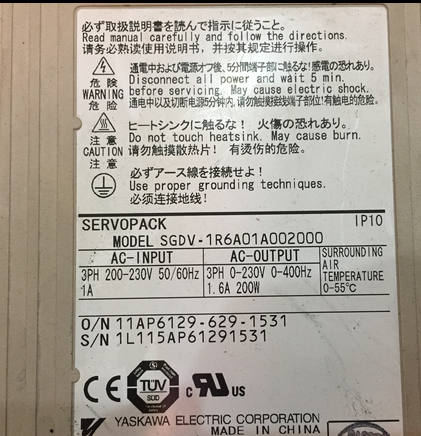 必ず取扱説明書を読んで指示に従うこと。
Read manual carefully and follow the directions.
请务必熟读使用说明书，并按其规定进行操作。
危険
WARNING
危险
通電中および電源オフ後、5分間端子部に触るな!感電の恐れあり。
Disconnect all power and wait 5 min.
before servicing. May cause electric shock.
通电中以及切断电源5分钟内，请勿触摸接线端子部位!有触电的危险。
注意
CAUTION
注意
ヒートシンクに触るな! 火傷の恐れあり。
Do not touch heatsink. May cause burn.
请勿触摸散热片! 有烫伤的危险。
必ずアース線を接続せよ!
Use proper grounding techniques.
必须连接地线!
SERVOPACK IP10
MODEL SGDV-1R6A01A002000
AC-INPUT AC-OUTPUT SURROUNDING
AIR
TEMPERATURE
0-55℃
3PH 200-230V 50/60Hz 3PH 0-230V 0-400Hz
1A 1.6A 200W
O/N 11AP6129-629-1531
S/N 1L115AP61291531
CE TÜV SÜD c RU US
YASKAWA ELECTRIC CORPORATION
MADE IN CHINA